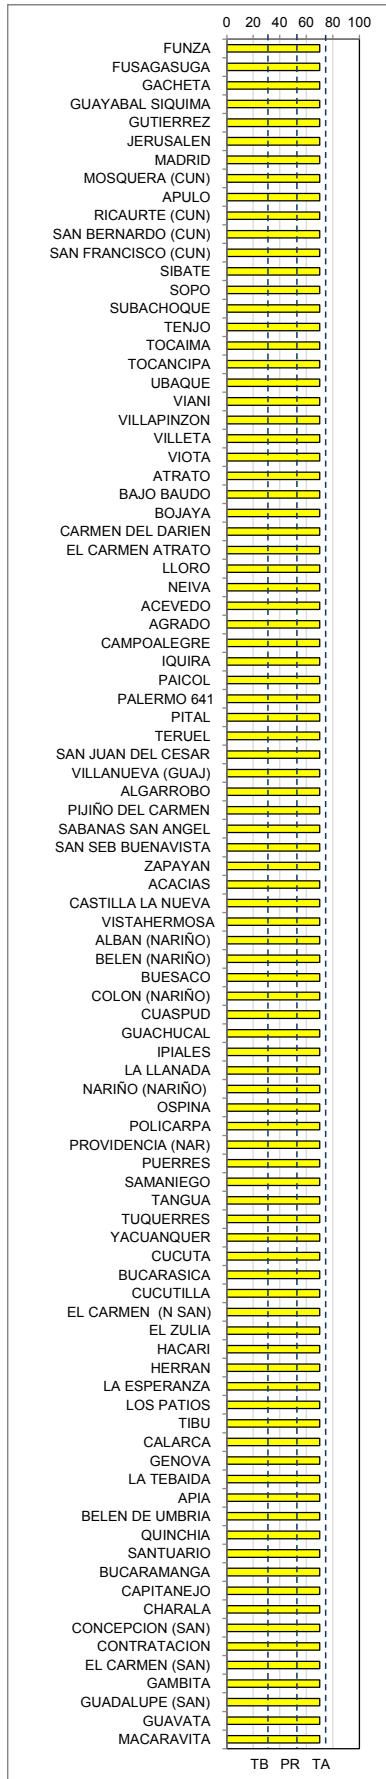 0 20 40 60 80 100
FUNZA
FUSAGASUGA
GACHETA
GUAYABAL SIQUIMA
GUTIERREZ
JERUSALEN
MADRID
MOSQUERA (CUN)
APULO
RICAURTE (CUN)
SAN BERNARDO (CUN)
SAN FRANCISCO (CUN)
SIBATE
SOPO
SUBACHOQUE
TENJO
TOCAIMA
TOCANCIPA
UBAQUE
VIANI
VILLAPINZON
VILLETA
VIOTA
ATRATO
BAJO BAUDO
BOJAYA
CARMEN DEL DARIEN
EL CARMEN ATRATO
LLORO
NEIVA
ACEVEDO
AGRADO
CAMPOALEGRE
IQUIRA
PAICOL
PALERMO 641
PITAL
TERUEL
SAN JUAN DEL CESAR
VILLANUEVA (GUAJ)
ALGARROBO
PIJIÑO DEL CARMEN
SABANAS SAN ANGEL
SAN SEB BUENAVISTA
ZAPAYAN
ACACIAS
CASTILLA LA NUEVA
VISTAHERMOSA
ALBAN (NARIÑO)
BELEN (NARIÑO)
BUESACO
COLON (NARIÑO)
CUASPUD
GUACHUCAL
IPIALES
LA LLANADA
NARIÑO (NARIÑO)
OSPINA
POLICARPA
PROVIDENCIA (NAR)
PUERRES
SAMANIEGO
TANGUA
TUQUERRES
YACUANQUER
CUCUTA
BUCARASICA
CUCUTILLA
EL CARMEN (N SAN)
EL ZULIA
HACARI
HERRAN
LA ESPERANZA
LOS PATIOS
TIBU
CALARCA
GENOVA
LA TEBAIDA
APIA
BELEN DE UMBRIA
QUINCHIA
SANTUARIO
BUCARAMANGA
CAPITANEJO
CHARALA
CONCEPCION (SAN)
CONTRATACION
EL CARMEN (SAN)
GAMBITA
GUADALUPE (SAN)
GUAVATA
MACARAVITA
TB PR TA